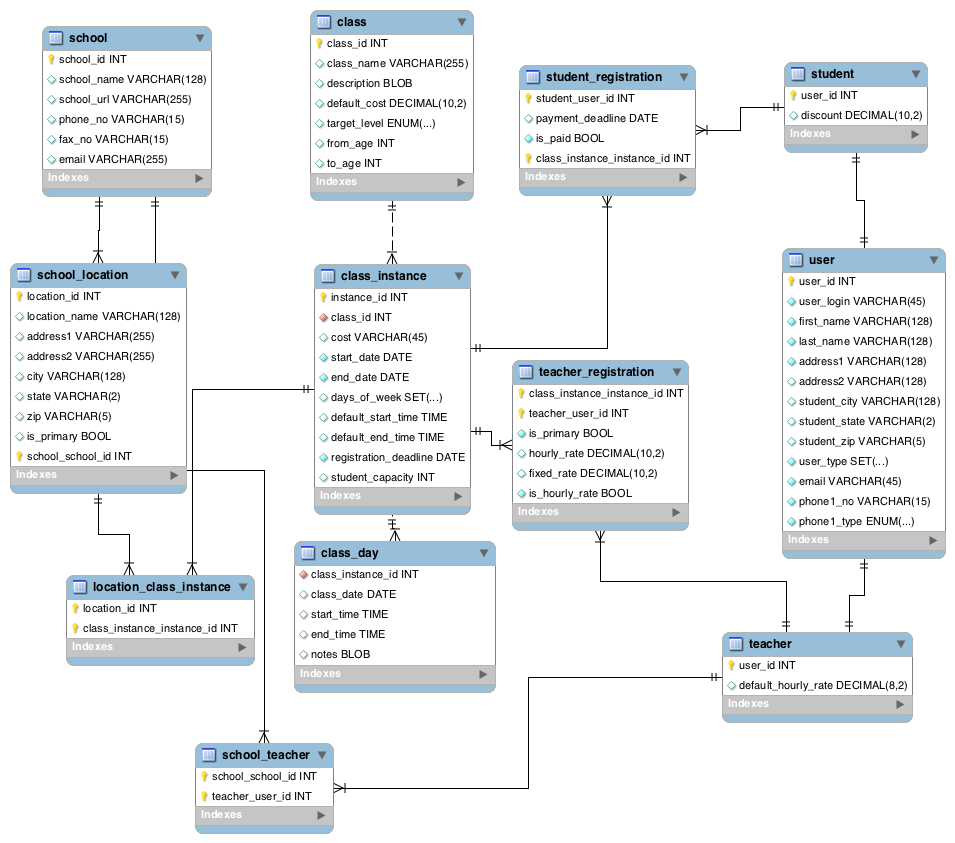 school
school_id INT
school_name VARCHAR(128)
school_url VARCHAR(255)
phone_no VARCHAR(15)
fax_no VARCHAR(15)
email VARCHAR(255)
Indexes
class
class_id INT
class_name VARCHAR(255)
description BLOB
default_cost DECIMAL(10,2)
target_level ENUM(...)
from_age INT
to_age INT
Indexes
student_registration
student_user_id INT
payment_deadline DATE
is_paid BOOL
class_instance_instance_id INT
Indexes
student
user_id INT
discount DECIMAL(10,2)
Indexes
school_location
location_id INT
location_name VARCHAR(128)
address1 VARCHAR(255)
address2 VARCHAR(255)
city VARCHAR(128)
state VARCHAR(2)
zip VARCHAR(5)
is_primary BOOL
school_school_id INT
Indexes
class_instance
instance_id INT
class_id INT
cost VARCHAR(45)
start_date DATE
end_date DATE
days_of_week SET(...)
default_start_time TIME
default_end_time TIME
registration_deadline DATE
student_capacity INT
Indexes
teacher_registration
class_instance_instance_id INT
teacher_user_id INT
is_primary BOOL
hourly_rate DECIMAL(10,2)
fixed_rate DECIMAL(10,2)
is_hourly_rate BOOL
Indexes
user
user_id INT
user_login VARCHAR(45)
first_name VARCHAR(128)
last_name VARCHAR(128)
address1 VARCHAR(128)
address2 VARCHAR(128)
student_city VARCHAR(128)
student_state VARCHAR(2)
student_zip VARCHAR(5)
user_type SET(...)
email VARCHAR(45)
phone1_no VARCHAR(15)
phone1_type ENUM(...)
Indexes
location_class_instance
location_id INT
class_instance_instance_id INT
Indexes
class_day
class_instance_id INT
class_date DATE
start_time TIME
end_time TIME
notes BLOB
Indexes
teacher
user_id INT
default_hourly_rate DECIMAL(8,2)
Indexes
school_teacher
school_school_id INT
teacher_user_id INT
Indexes